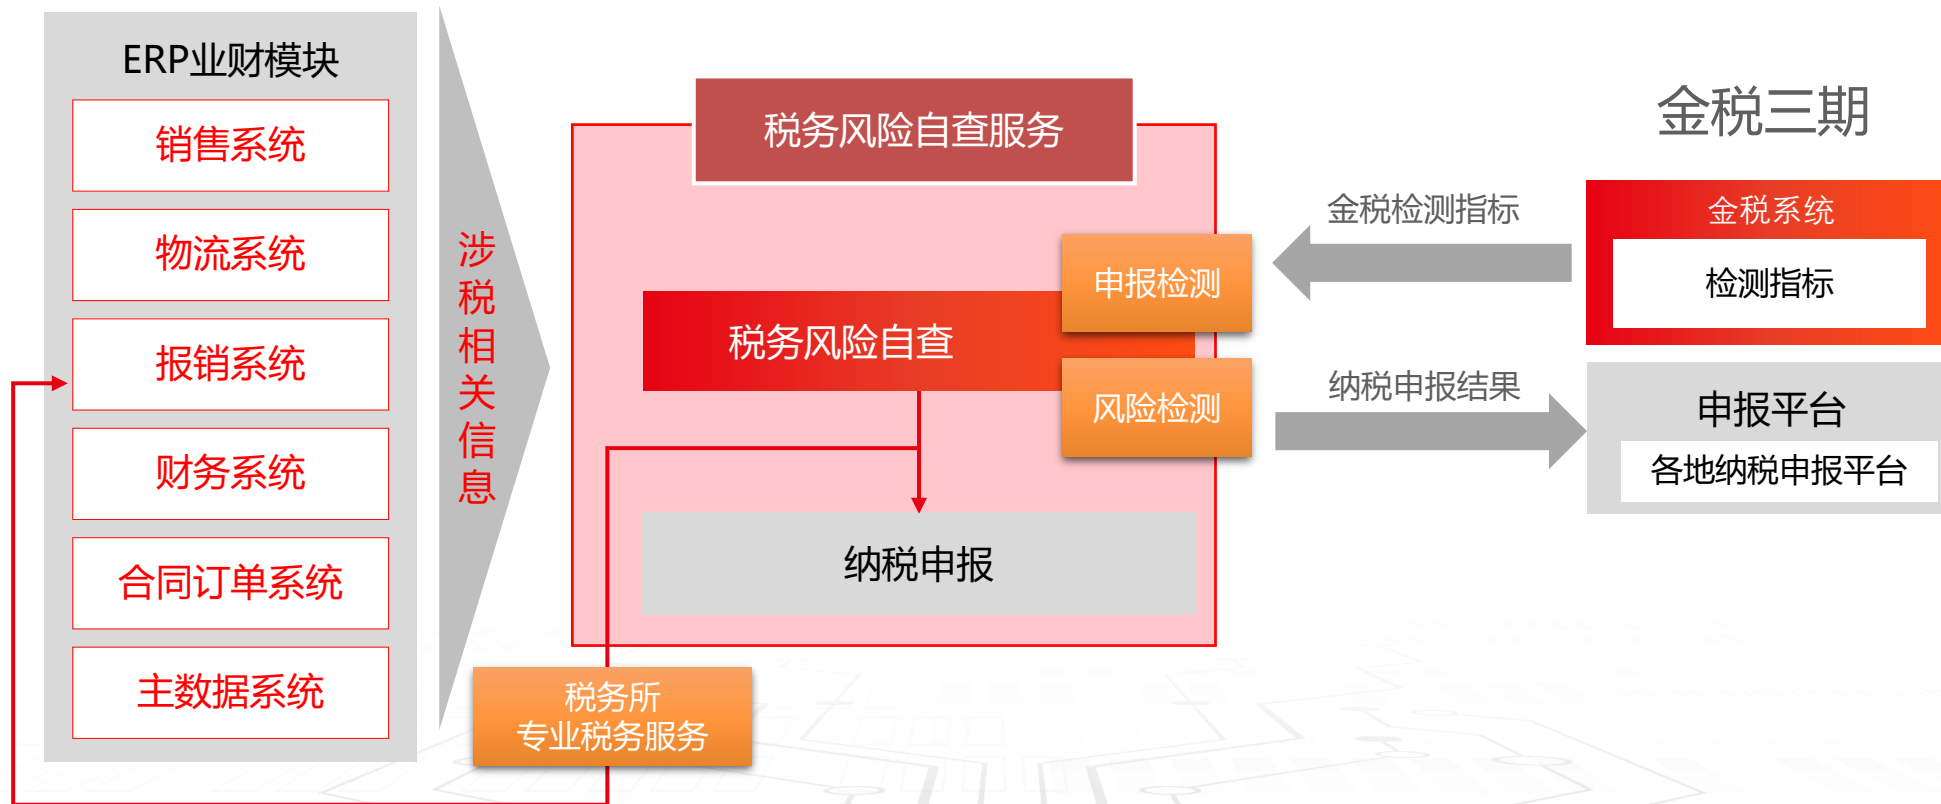 ERP业财模块
销售系统
物流系统
报销系统
财务系统
合同订单系统
主数据系统
涉税相关信息
税务风险自查服务
税务风险自查
申报检测
风险检测
纳税申报
税务所
专业税务服务
金税检测指标
纳税申报结果
金税三期
金税系统
检测指标
申报平台
各地纳税申报平台